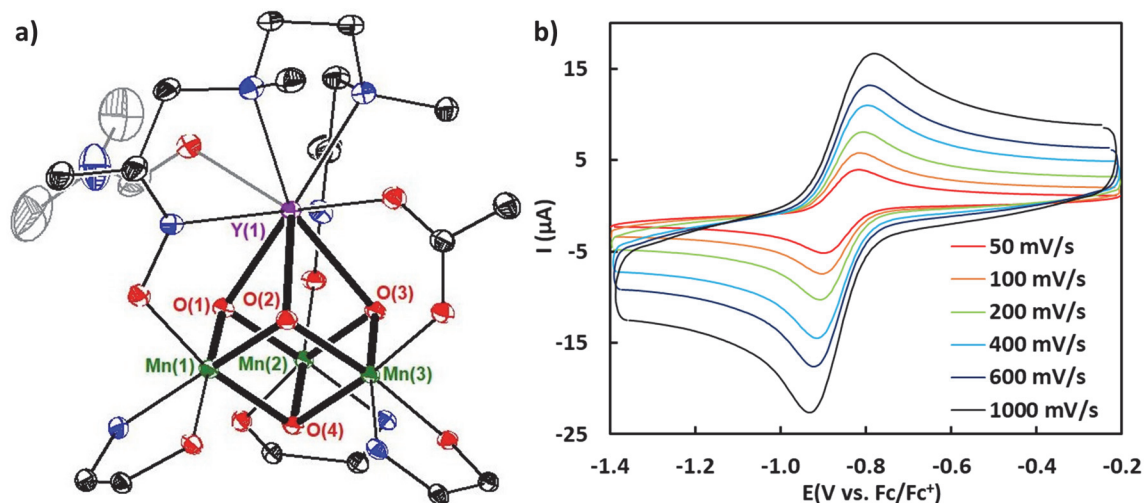 a)
Y(1)
O(1)
O(2)
O(3)
Mn(1)
Mn(2)
Mn(3)
O(4)
b)
15
5
-5
-15
-25
I (μA)
50 mV/s
100 mV/s
200 mV/s
400 mV/s
600 mV/s
1000 mV/s
-1.4 -1.2 -1.0 -0.8 -0.6 -0.4 -0.2
E(V vs. Fc/Fc⁺)